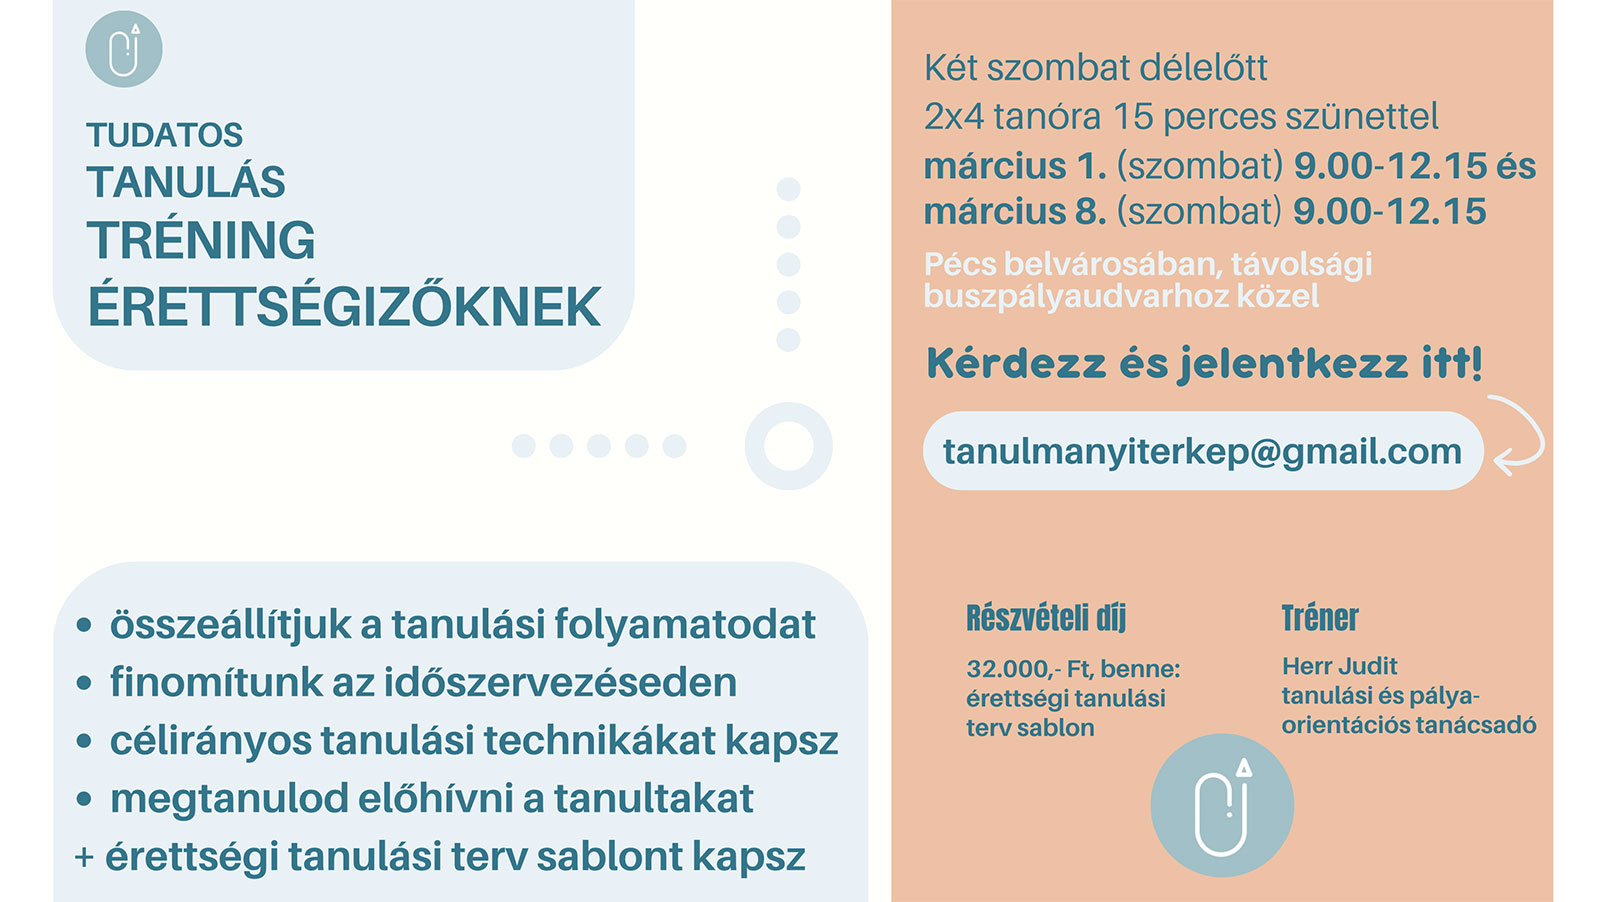 TUDATOS
TANULÁS
TRÉNING
ÉRETTSÉGIZŐKNEK
• összeállítjuk a tanulási folyamatodat
• finomítunk az időszervezéseden
• célirányos tanulási technikákat kapsz
• megtanulod előhívni a tanultakat
+ érettségi tanulási terv sablont kapsz
Két szombat délelőtt
2x4 tanóra 15 perces szünettel
március 1. (szombat) 9.00-12.15 és
március 8. (szombat) 9.00-12.15
Pécs belvárosában, távolsági
buszpályaudvarhoz közel
Kérdezz és jelentkezz itt!
tanulmanyiterkep@gmail.com
Részvételi díj
32.000,- Ft, benne:
érettségi tanulási
terv sablon
Tréner
Herr Judit
tanulási és pálya-
orientációs tanácsadó